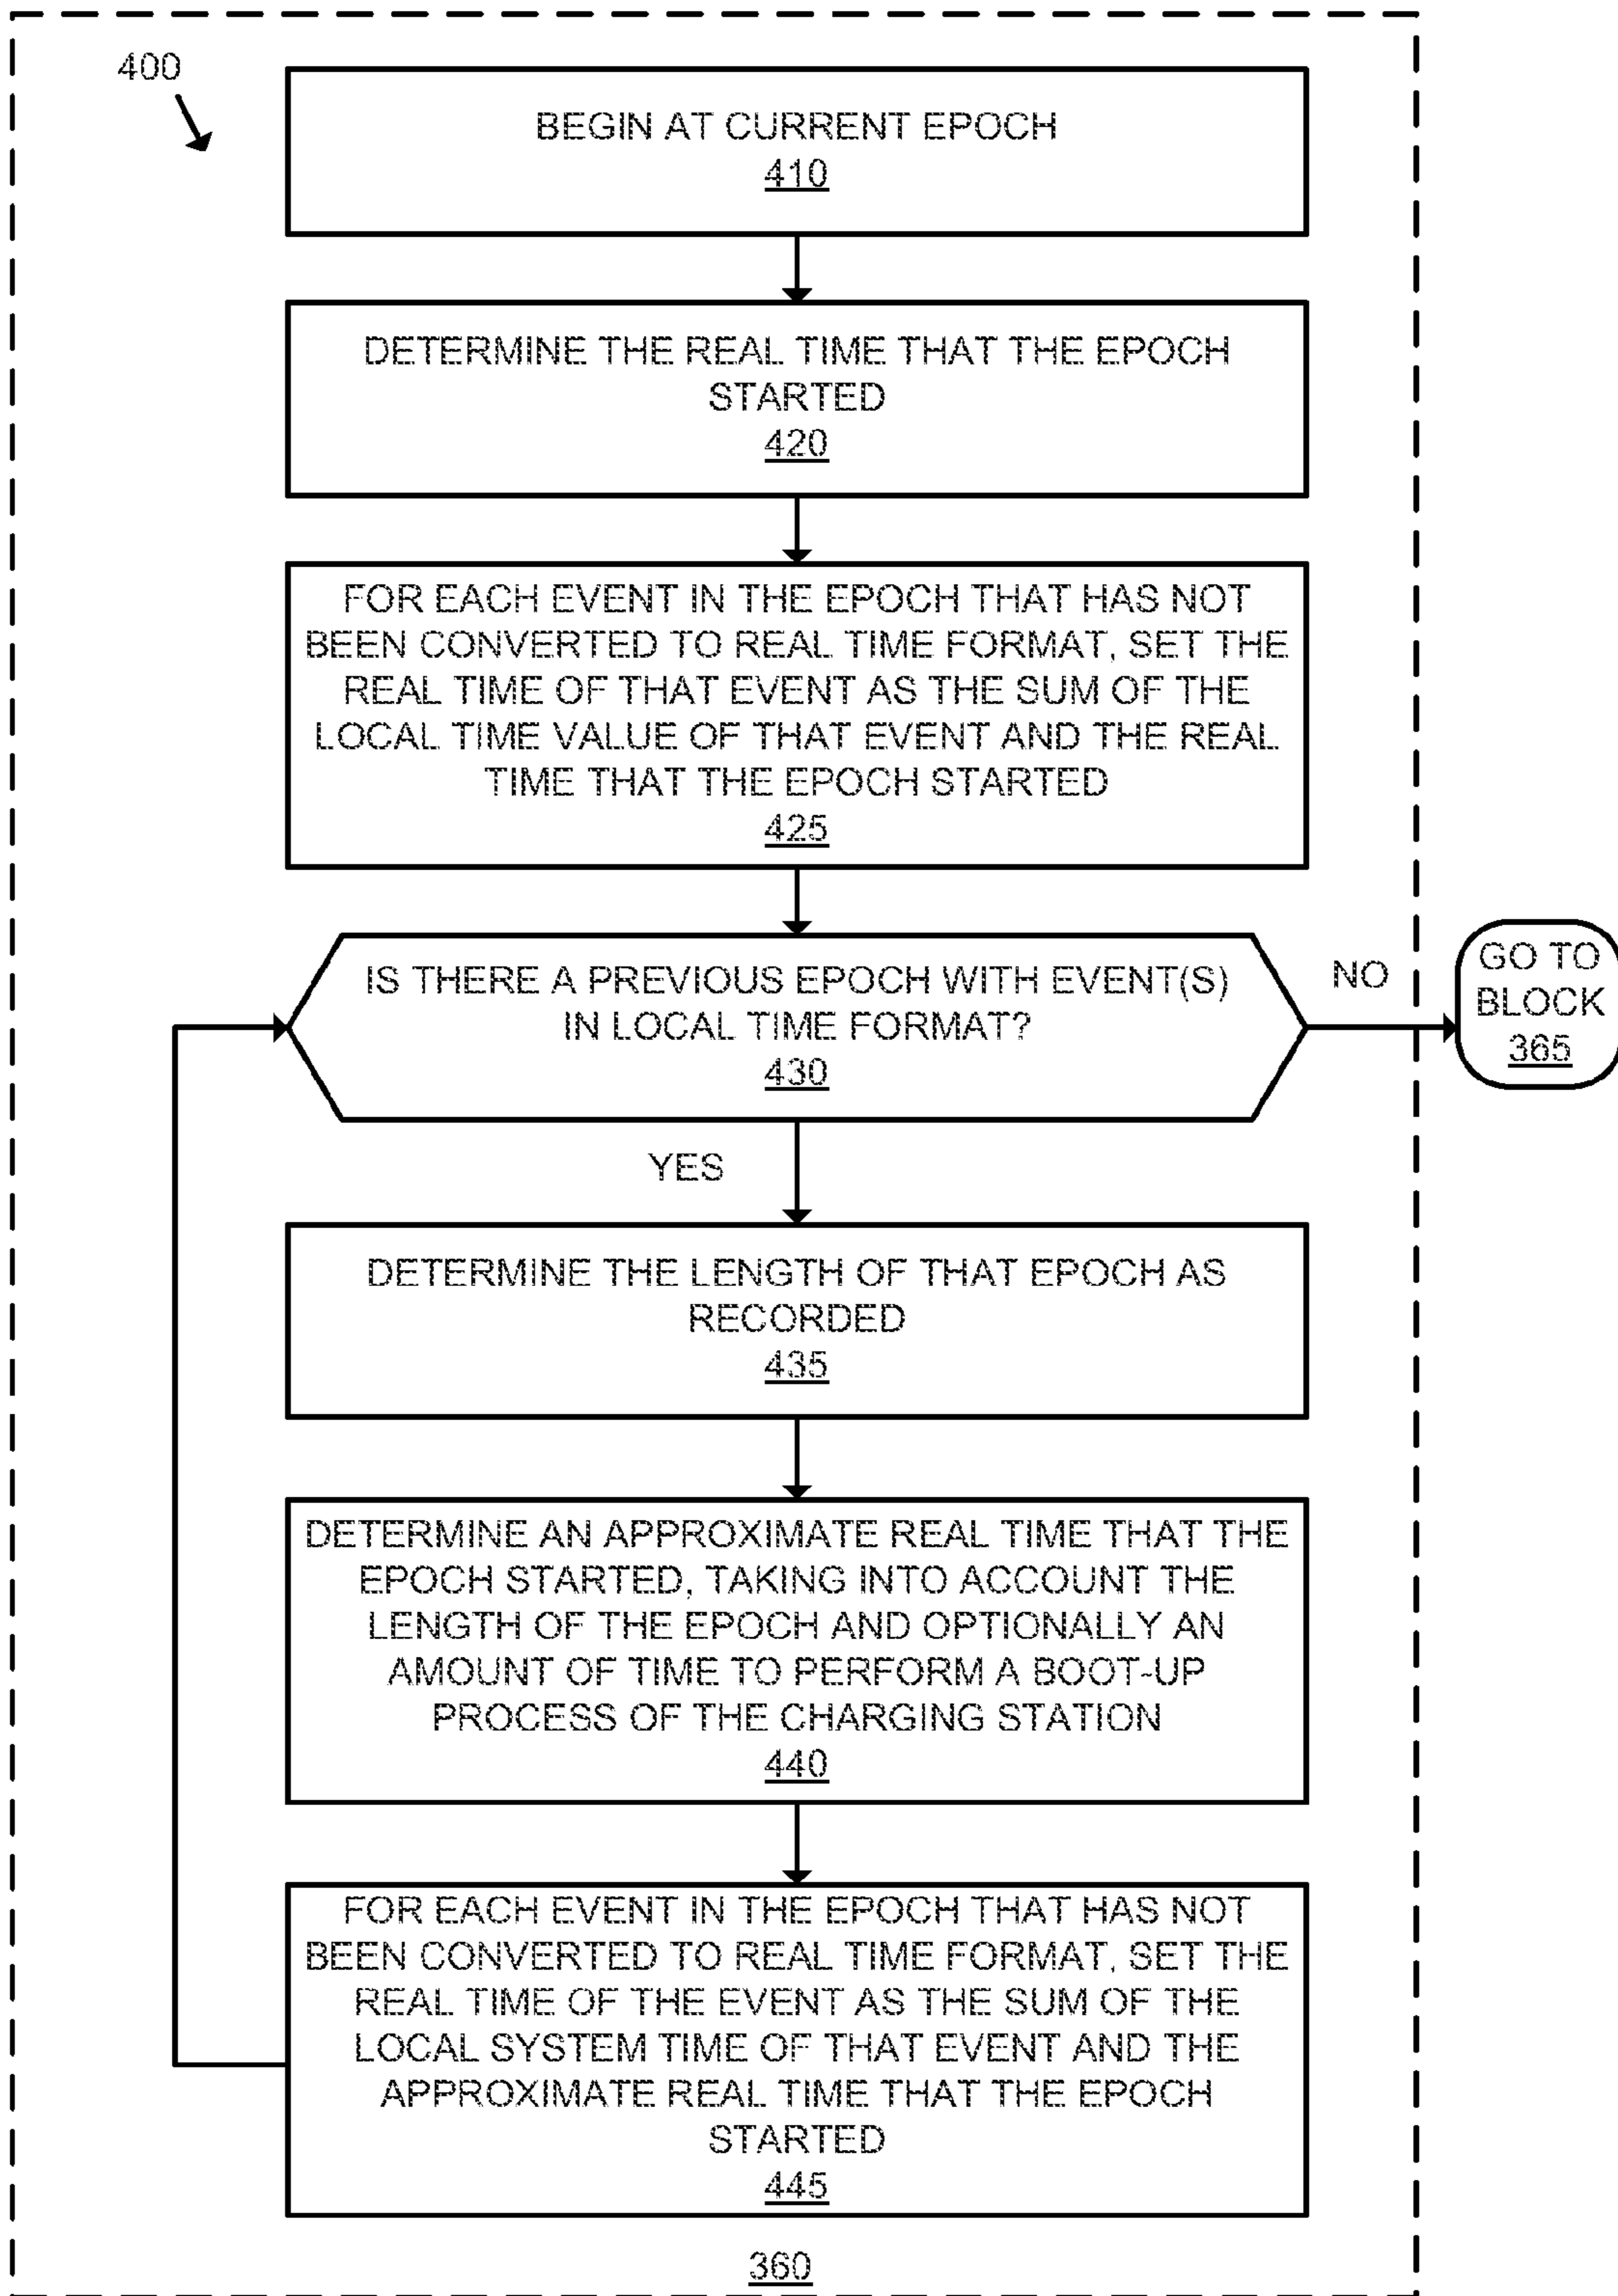 400
BEGIN AT CURRENT EPOCH
410
DETERMINE THE REAL TIME THAT THE EPOCH
STARTED
420
FOR EACH EVENT IN THE EPOCH THAT HAS NOT
BEEN CONVERTED TO REAL TIME FORMAT, SET THE
REAL TIME OF THAT EVENT AS THE SUM OF THE
LOCAL TIME VALUE OF THAT EVENT AND THE REAL
TIME THAT THE EPOCH STARTED
425
IS THERE A PREVIOUS EPOCH WITH EVENT(S)
IN LOCAL TIME FORMAT?
430
NO
GO TO
BLOCK
365
YES
DETERMINE THE LENGTH OF THAT EPOCH AS
RECORDED
435
DETERMINE AN APPROXIMATE REAL TIME THAT THE
EPOCH STARTED, TAKING INTO ACCOUNT THE
LENGTH OF THE EPOCH AND OPTIONALLY AN
AMOUNT OF TIME TO PERFORM A BOOT-UP
PROCESS OF THE CHARGING STATION
440
FOR EACH EVENT IN THE EPOCH THAT HAS NOT
BEEN CONVERTED TO REAL TIME FORMAT, SET THE
REAL TIME OF THE EVENT AS THE SUM OF THE
LOCAL SYSTEM TIME OF THAT EVENT AND THE
APPROXIMATE REAL TIME THAT THE EPOCH
STARTED
445
360